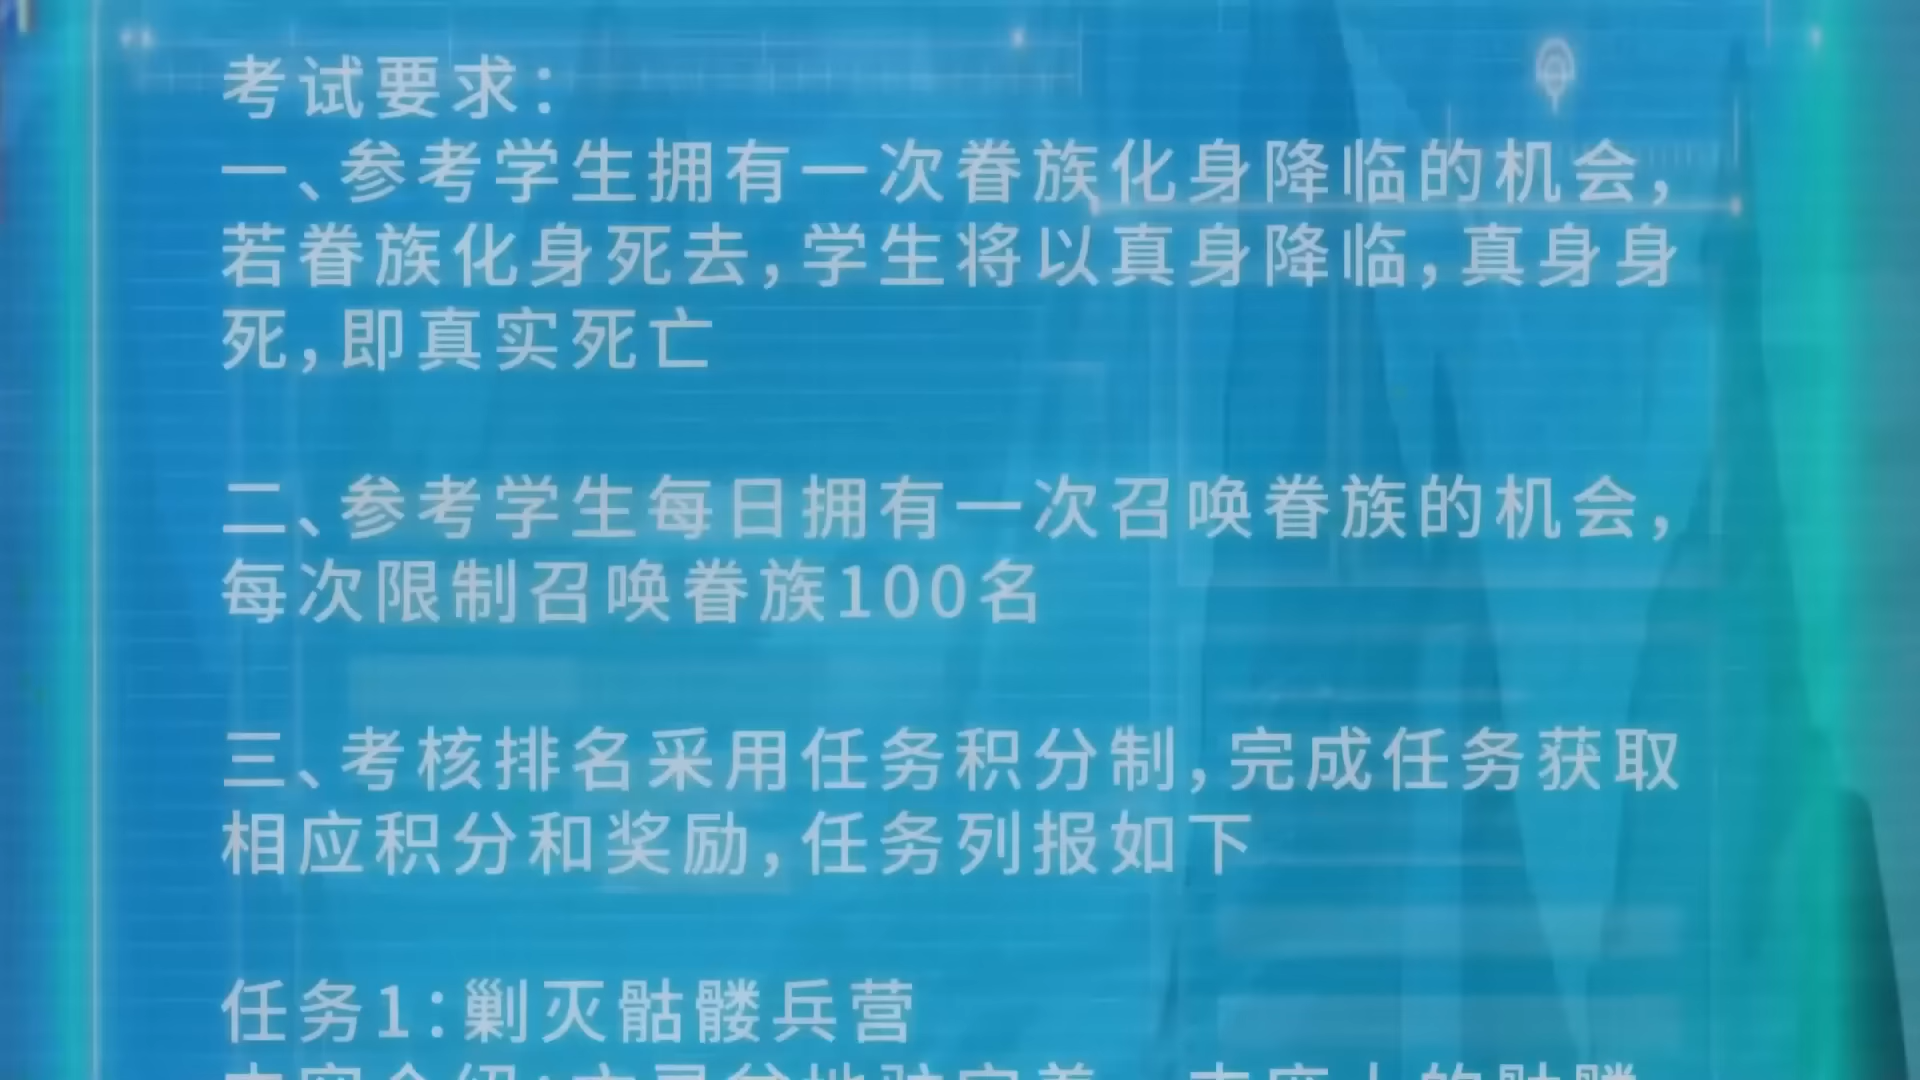 考试要求：
一、参考学生拥有一次眷族化身降临的机会，
若眷族化身死去，学生将以真身降临，真身身
死，即真实死亡
二、参考学生每日拥有一次召唤眷族的机会，
每次限制召唤眷族100名
三、考核排名采用任务积分制，完成任务获取
相应积分和奖励，任务列报如下
任务1：剿灭骷髅兵营